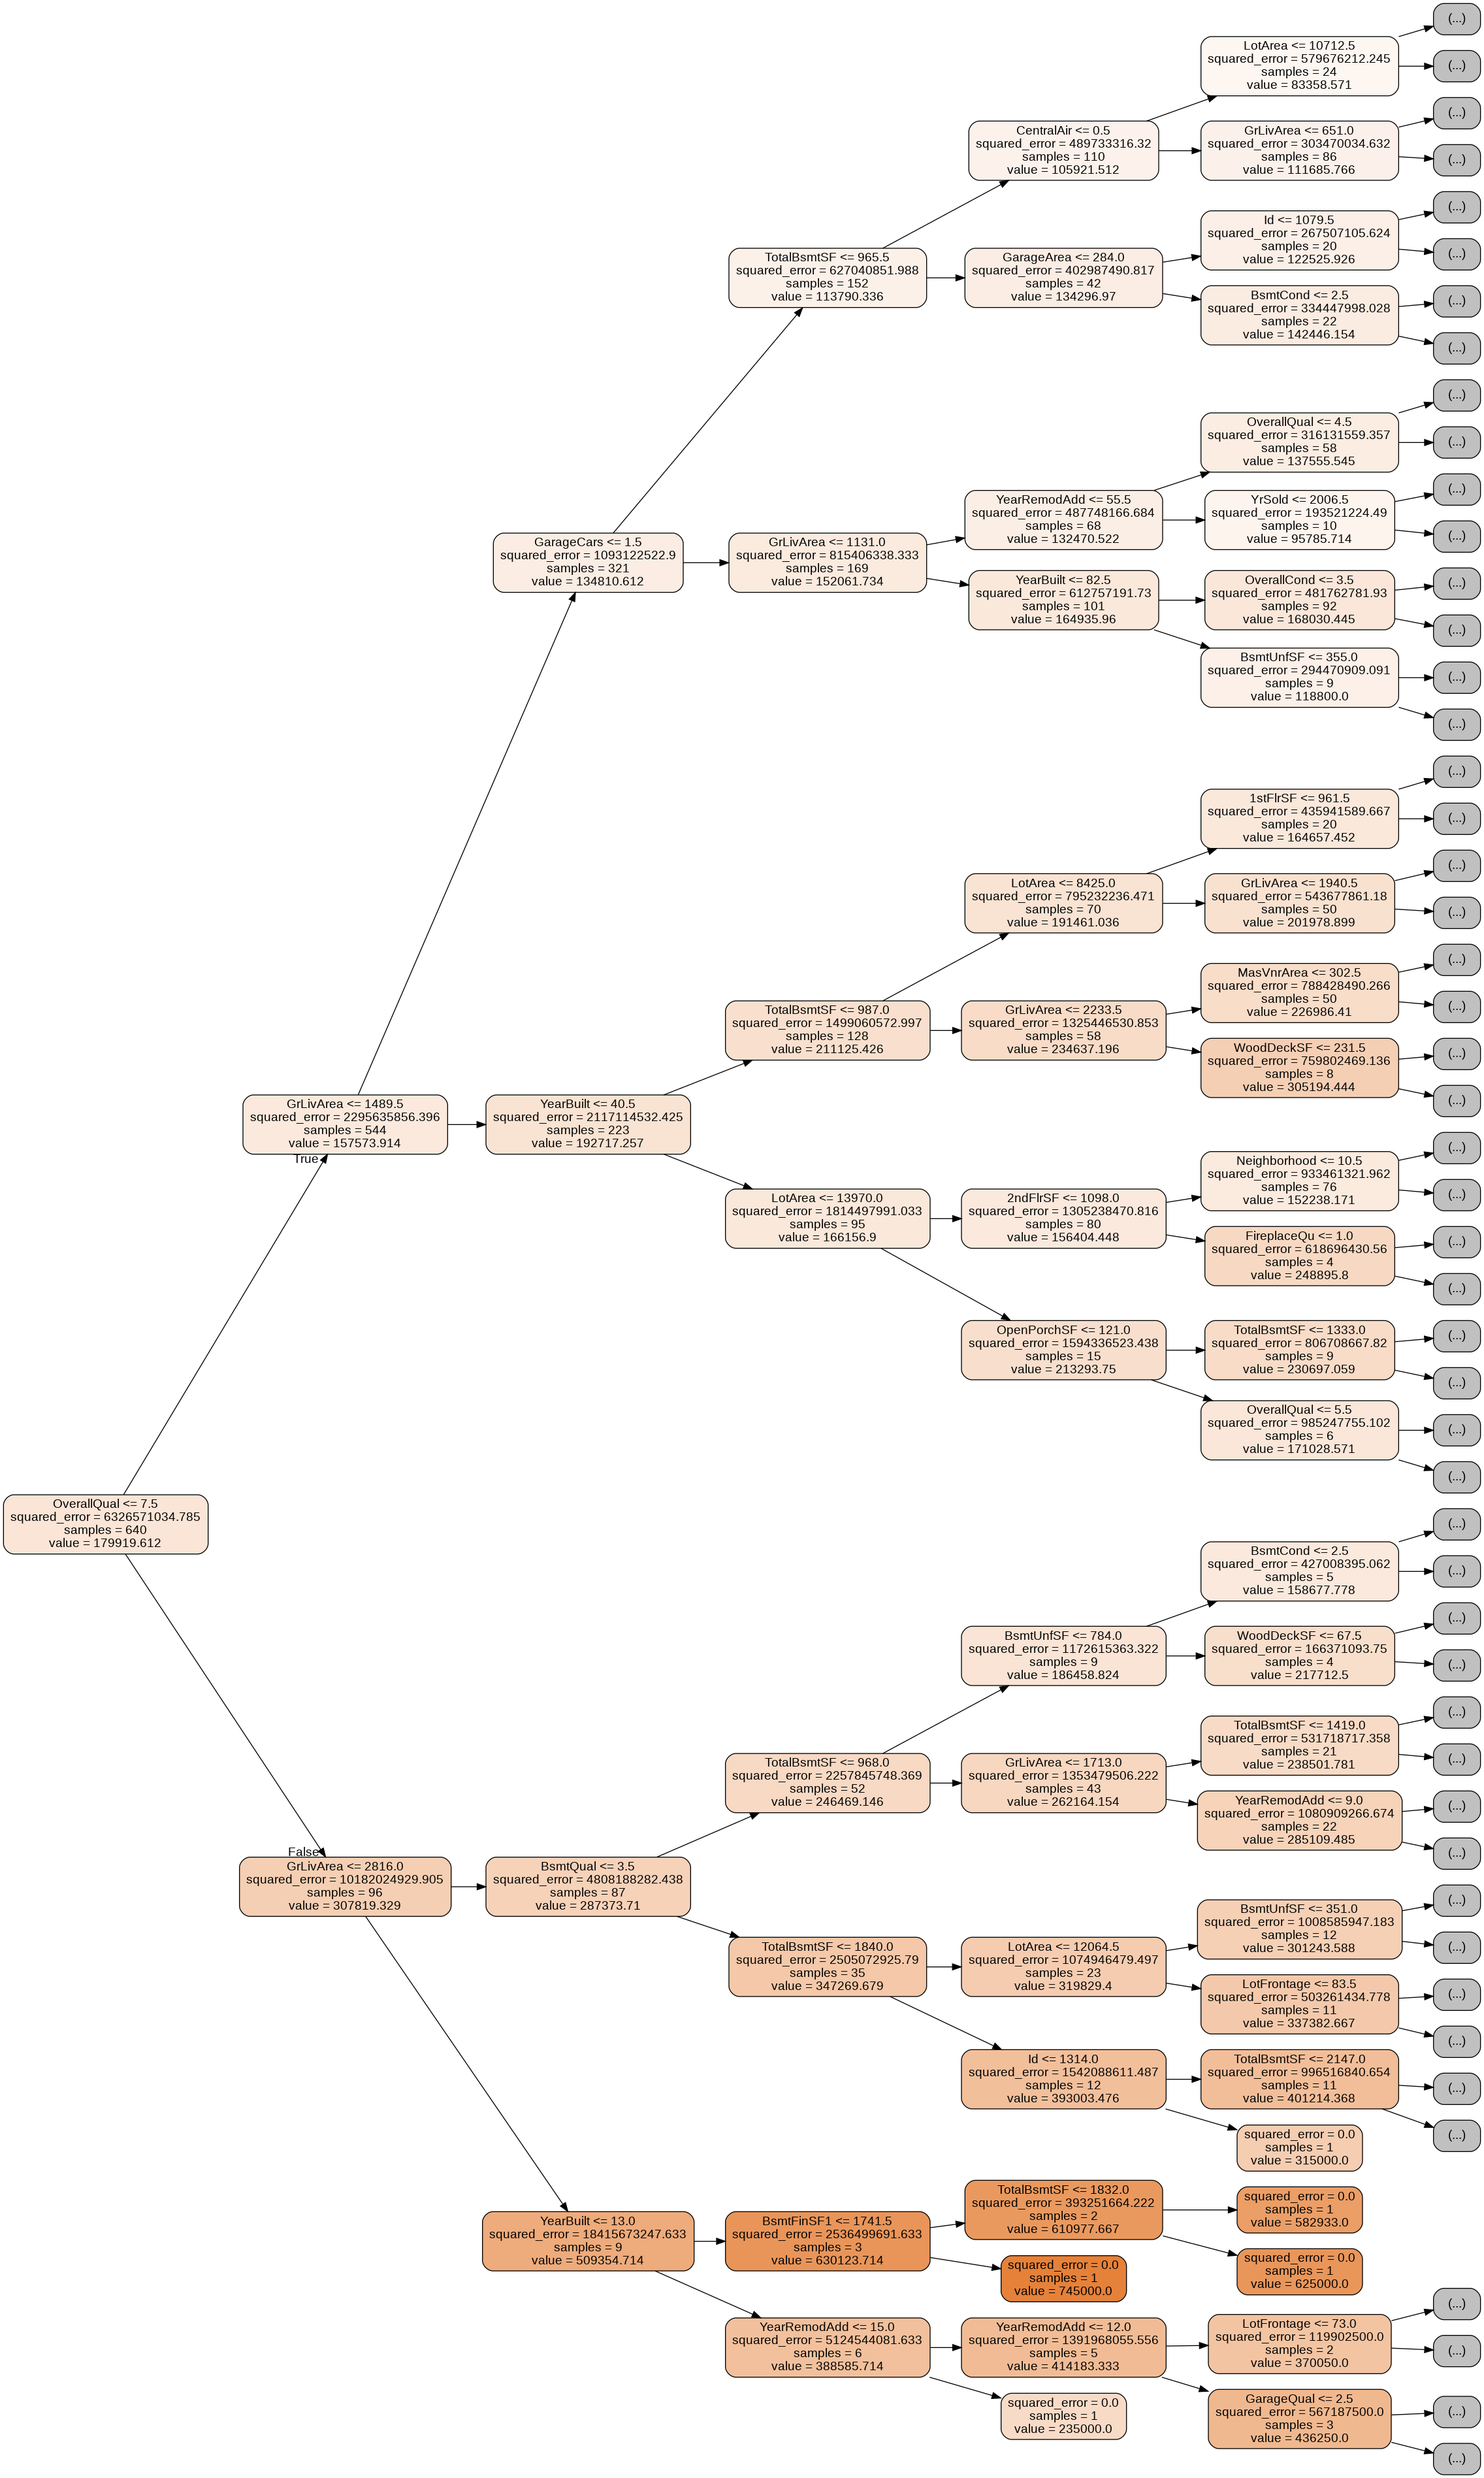 (...)
LotArea <= 10712.5
squared_error = 579676212.245
samples = 24
value = 83358.571
(...)
(...)
CentralAir <= 0.5
squared_error = 489733316.32
samples = 110
value = 105921.512
GrLivArea <= 651.0
squared_error = 303470034.632
samples = 86
value = 111685.766
(...)
(...)
Id <= 1079.5
squared_error = 267507105.624
samples = 20
value = 122525.926
(...)
TotalBsmtSF <= 965.5
squared_error = 627040851.988
samples = 152
value = 113790.336
GarageArea <= 284.0
squared_error = 402987490.817
samples = 42
value = 134296.97
(...)
BsmtCond <= 2.5
squared_error = 334447998.028
samples = 22
value = 142446.154
(...)
(...)
OverallQual <= 4.5
squared_error = 316131559.357
samples = 58
value = 137555.545
(...)
(...)
YearRemodAdd <= 55.5
squared_error = 487748166.684
samples = 68
value = 132470.522
YrSold <= 2006.5
squared_error = 193521224.49
samples = 10
value = 95785.714
(...)
(...)
GarageCars <= 1.5
squared_error = 1093122522.9
samples = 321
value = 134810.612
GrLivArea <= 1131.0
squared_error = 815406338.333
samples = 169
value = 152061.734
YearBuilt <= 82.5
squared_error = 612757191.73
samples = 101
value = 164935.96
OverallCond <= 3.5
squared_error = 481762781.93
samples = 92
value = 168030.445
(...)
(...)
BsmtUnfSF <= 355.0
squared_error = 294470909.091
samples = 9
value = 118800.0
(...)
(...)
(...)
1stFlrSF <= 961.5
squared_error = 435941589.667
samples = 20
value = 164657.452
(...)
LotArea <= 8425.0
squared_error = 795232236.471
samples = 70
value = 191461.036
GrLivArea <= 1940.5
squared_error = 543677861.18
samples = 50
value = 201978.899
(...)
(...)
MasVnrArea <= 302.5
squared_error = 788428490.266
samples = 50
value = 226986.41
(...)
(...)
TotalBsmtSF <= 987.0
squared_error = 1499060572.997
samples = 128
value = 211125.426
GrLivArea <= 2233.5
squared_error = 1325446530.853
samples = 58
value = 234637.196
WoodDeckSF <= 231.5
squared_error = 759802469.136
samples = 8
value = 305194.444
(...)
(...)
GrLivArea <= 1489.5
squared_error = 2295635856.396
samples = 544
value = 157573.914
True
YearBuilt <= 40.5
squared_error = 2117114532.425
samples = 223
value = 192717.257
Neighborhood <= 10.5
squared_error = 933461321.962
samples = 76
value = 152238.171
(...)
(...)
LotArea <= 13970.0
squared_error = 1814497991.033
samples = 95
value = 166156.9
2ndFlrSF <= 1098.0
squared_error = 1305238470.816
samples = 80
value = 156404.448
FireplaceQu <= 1.0
squared_error = 618696430.56
samples = 4
value = 248895.8
(...)
(...)
OpenPorchSF <= 121.0
squared_error = 1594336523.438
samples = 15
value = 213293.75
TotalBsmtSF <= 1333.0
squared_error = 806708667.82
samples = 9
value = 230697.059
(...)
(...)
OverallQual <= 5.5
squared_error = 985247755.102
samples = 6
value = 171028.571
(...)
(...)
OverallQual <= 7.5
squared_error = 6326571034.785
samples = 640
value = 179919.612
(...)
BsmtCond <= 2.5
squared_error = 427008395.062
samples = 5
value = 158677.778
(...)
BsmtUnfSF <= 784.0
squared_error = 1172615363.322
samples = 9
value = 186458.824
WoodDeckSF <= 67.5
squared_error = 166371093.75
samples = 4
value = 217712.5
(...)
(...)
TotalBsmtSF <= 968.0
squared_error = 2257845748.369
samples = 52
value = 246469.146
GrLivArea <= 1713.0
squared_error = 1353479506.222
samples = 43
value = 262164.154
TotalBsmtSF <= 1419.0
squared_error = 531718717.358
samples = 21
value = 238501.781
(...)
(...)
YearRemodAdd <= 9.0
squared_error = 1080909266.674
samples = 22
value = 285109.485
(...)
(...)
False
GrLivArea <= 2816.0
squared_error = 10182024929.905
samples = 96
value = 307819.329
BsmtQual <= 3.5
squared_error = 4808188282.438
samples = 87
value = 287373.71
BsmtUnfSF <= 351.0
squared_error = 1008585947.183
samples = 12
value = 301243.588
(...)
(...)
TotalBsmtSF <= 1840.0
squared_error = 2505072925.79
samples = 35
value = 347269.679
LotArea <= 12064.5
squared_error = 1074946479.497
samples = 23
value = 319829.4
LotFrontage <= 83.5
squared_error = 503261434.778
samples = 11
value = 337382.667
(...)
(...)
Id <= 1314.0
squared_error = 1542088611.487
samples = 12
value = 393003.476
TotalBsmtSF <= 2147.0
squared_error = 996516840.654
samples = 11
value = 401214.368
(...)
(...)
squared_error = 0.0
samples = 1
value = 315000.0
YearBuilt <= 13.0
squared_error = 18415673247.633
samples = 9
value = 509354.714
BsmtFinSF1 <= 1741.5
squared_error = 2536499691.633
samples = 3
value = 630123.714
TotalBsmtSF <= 1832.0
squared_error = 393251664.222
samples = 2
value = 610977.667
squared_error = 0.0
samples = 1
value = 582933.0
squared_error = 0.0
samples = 1
value = 745000.0
squared_error = 0.0
samples = 1
value = 625000.0
YearRemodAdd <= 15.0
squared_error = 5124544081.633
samples = 6
value = 388585.714
YearRemodAdd <= 12.0
squared_error = 1391968055.556
samples = 5
value = 414183.333
LotFrontage <= 73.0
squared_error = 119902500.0
samples = 2
value = 370050.0
(...)
(...)
squared_error = 0.0
samples = 1
value = 235000.0
GarageQual <= 2.5
squared_error = 567187500.0
samples = 3
value = 436250.0
(...)
(...)